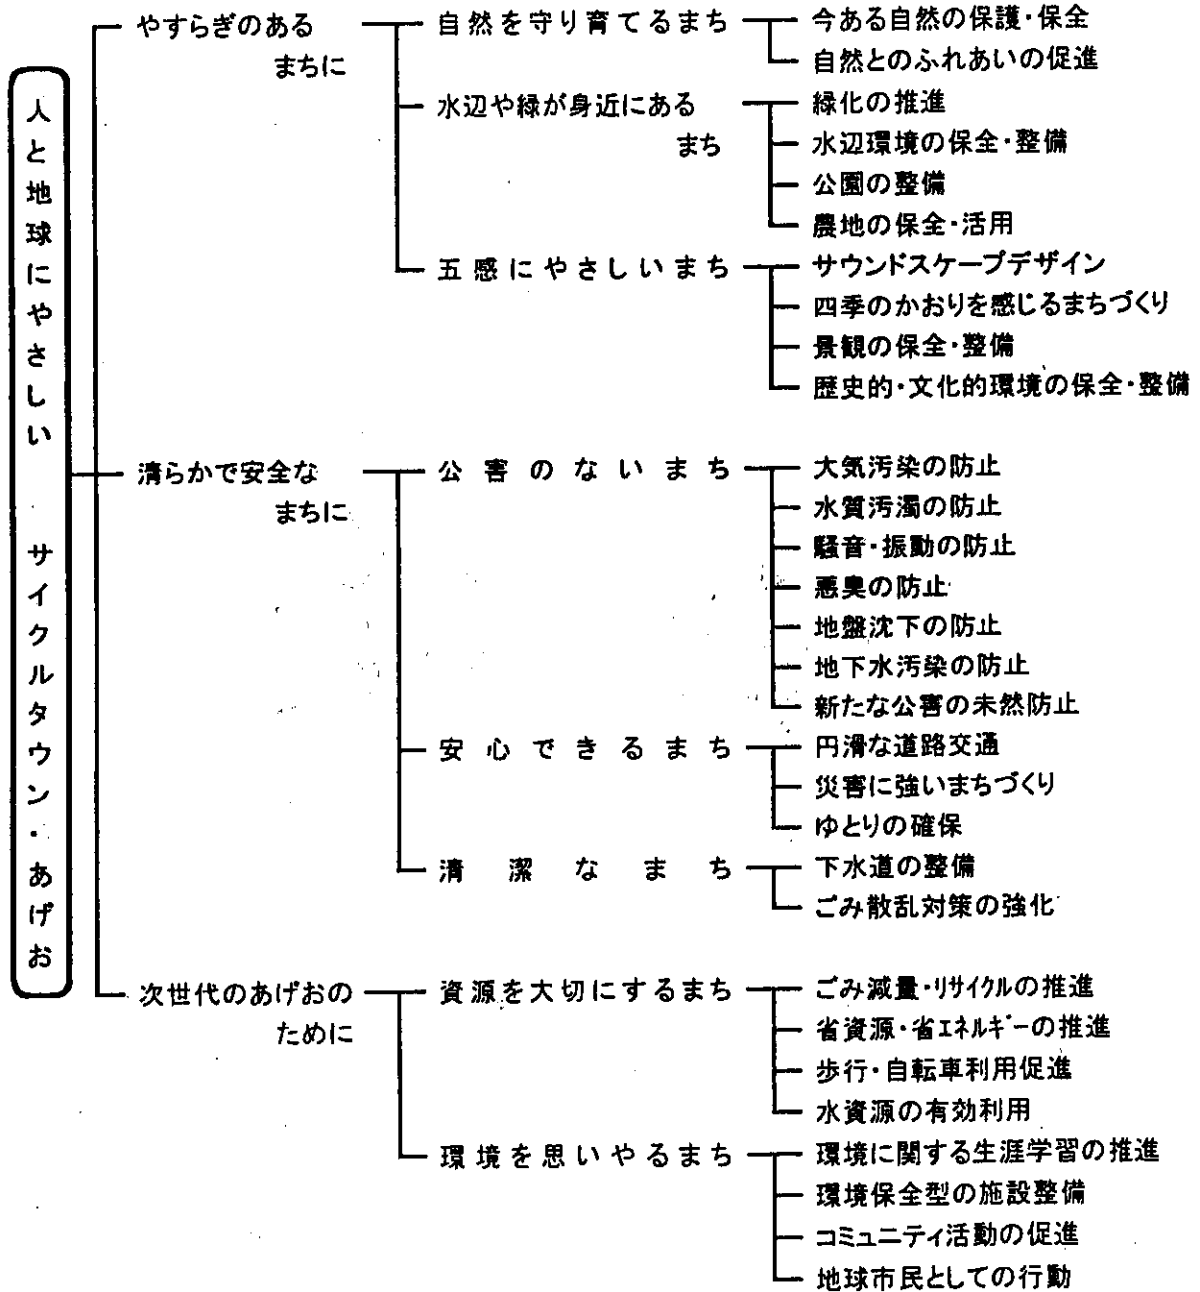 人と地球にやさしい　サイクルタウン・あげお
やすらぎのある
まちに
自然を守り育てるまち
今ある自然の保護・保全
自然とのふれあいの促進
水辺や緑が身近にある
まち
緑化の推進
水辺環境の保全・整備
公園の整備
農地の保全・活用
五感にやさしいまち
サウンドスケープデザイン
四季のかおりを感じるまちづくり
景観の保全・整備
歴史的・文化的環境の保全・整備
清らかで安全な
まちに
公害のないまち
大気汚染の防止
水質汚濁の防止
騒音・振動の防止
悪臭の防止
地盤沈下の防止
地下水汚染の防止
新たな公害の未然防止
安心できるまち
円滑な道路交通
災害に強いまちづくり
ゆとりの確保
清潔なまち
下水道の整備
ごみ散乱対策の強化
次世代のあげおの
ために
資源を大切にするまち
ごみ減量・リサイクルの推進
省資源・省エネルギーの推進
歩行・自転車利用促進
水資源の有効利用
環境を思いやるまち
環境に関する生涯学習の推進
環境保全型の施設整備
コミュニティ活動の促進
地球市民としての行動